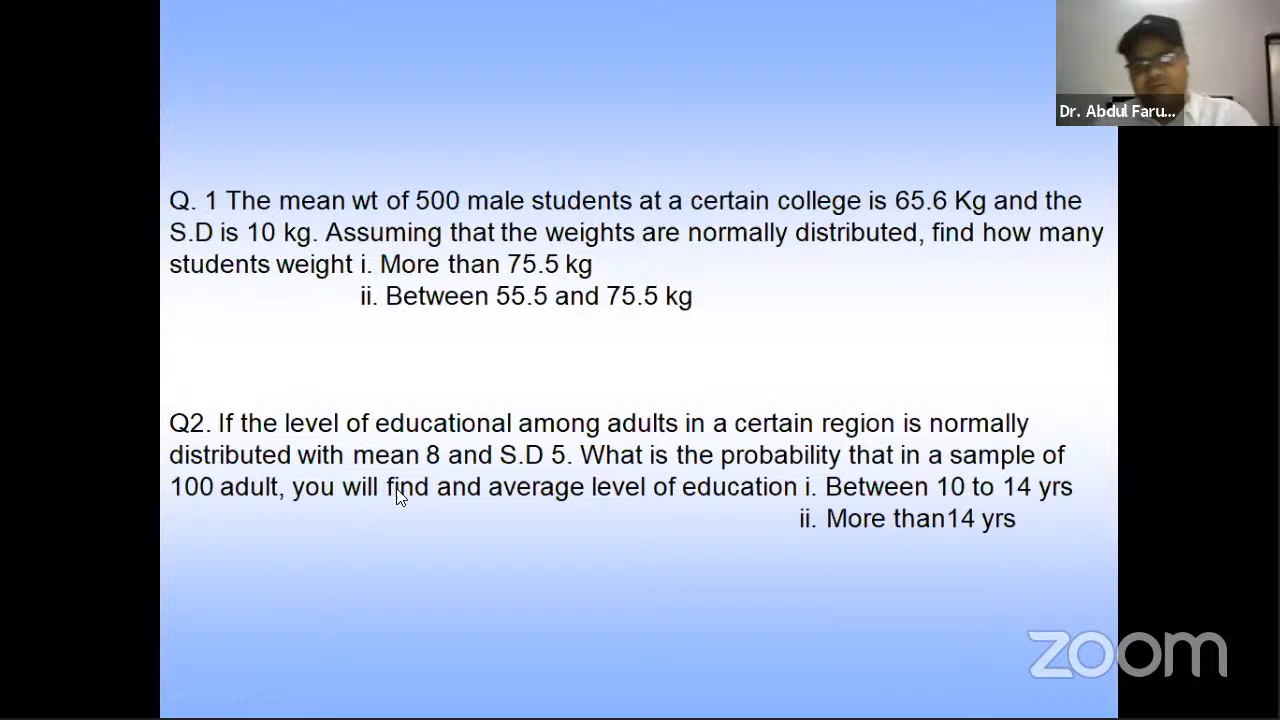 Dr. Abdul Faru...
Q. 1 The mean wt of 500 male students at a certain college is 65.6 Kg and the
S.D is 10 kg. Assuming that the weights are normally distributed, find how many
students weight i. More than 75.5 kg
ii. Between 55.5 and 75.5 kg
Q2. If the level of educational among adults in a certain region is normally
distributed with mean 8 and S.D 5. What is the probability that in a sample of
100 adult, you will find and average level of education i. Between 10 to 14 yrs
ii. More than14 yrs
zoom